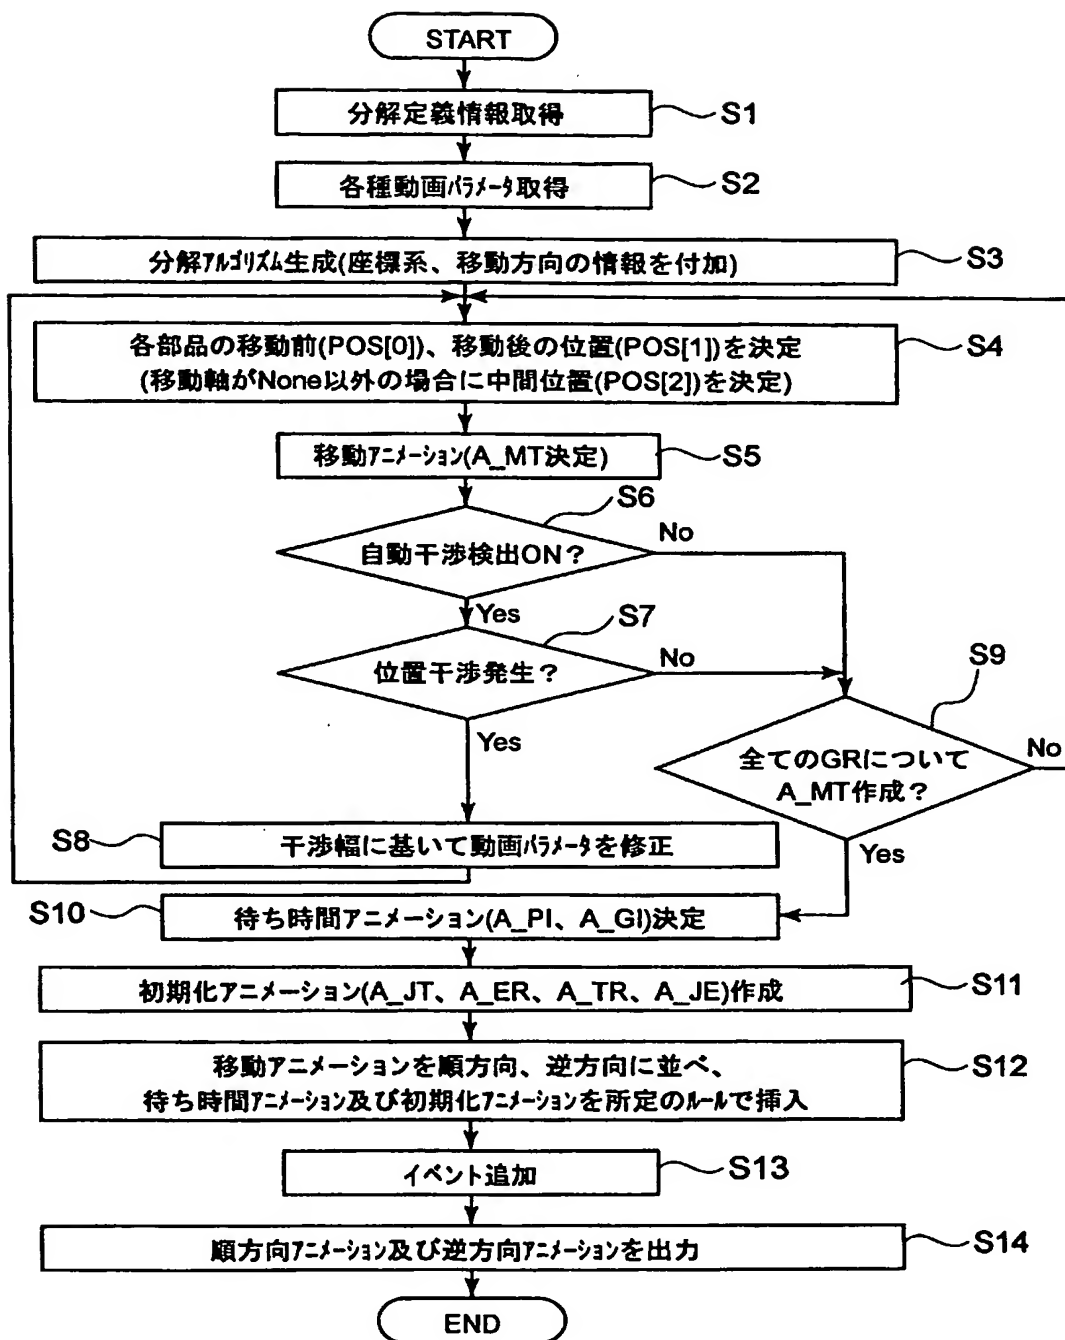 START
分解定義情報取得
S1
各種動画ﾊﾟﾗﾒｰﾀ取得
S2
分解ｱﾙｺﾞﾘｽﾞﾑ生成(座標系、移動方向の情報を付加)
S3
各部品の移動前(POS[0])、移動後の位置(POS[1])を決定
(移動軸がNone以外の場合に中間位置(POS[2])を決定)
S4
移動ｱﾆﾒｰｼｮﾝ(A_MT決定)
S5
S6
自動干渉検出ON？
No
Yes
S7
位置干渉発生？
No
Yes
S9
全てのGRについて
A_MT作成？
No
Yes
S8
干渉幅に基いて動画ﾊﾟﾗﾒｰﾀを修正
S10
待ち時間ｱﾆﾒｰｼｮﾝ(A_PI、A_GI)決定
初期化ｱﾆﾒｰｼｮﾝ(A_JT、A_ER、A_TR、A_JE)作成
S11
移動ｱﾆﾒｰｼｮﾝを順方向、逆方向に並べ、
待ち時間ｱﾆﾒｰｼｮﾝ及び初期化ｱﾆﾒｰｼｮﾝを所定のﾙｰﾙで挿入
S12
イベント追加
S13
順方向ｱﾆﾒｰｼｮﾝ及び逆方向ｱﾆﾒｰｼｮﾝを出力
S14
END